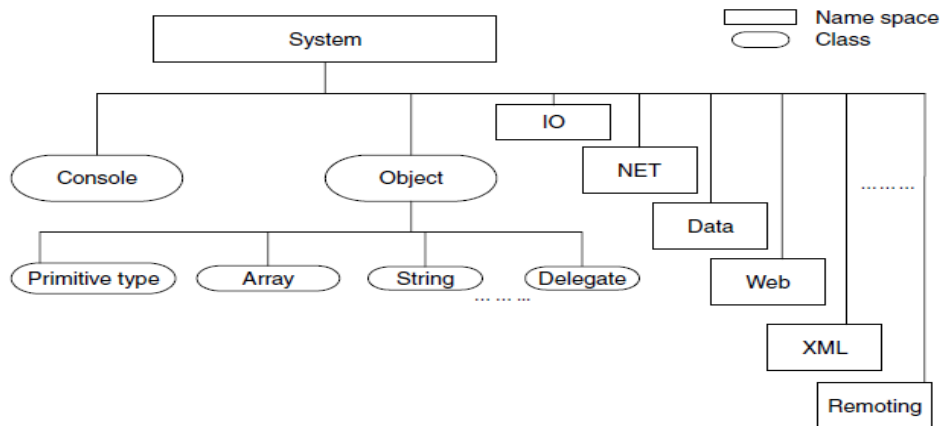 System
Name space
Class
IO
Console
Object
NET
... ... ...
Data
Primitive type
Array
String
... ... ...
Delegate
Web
XML
Remoting